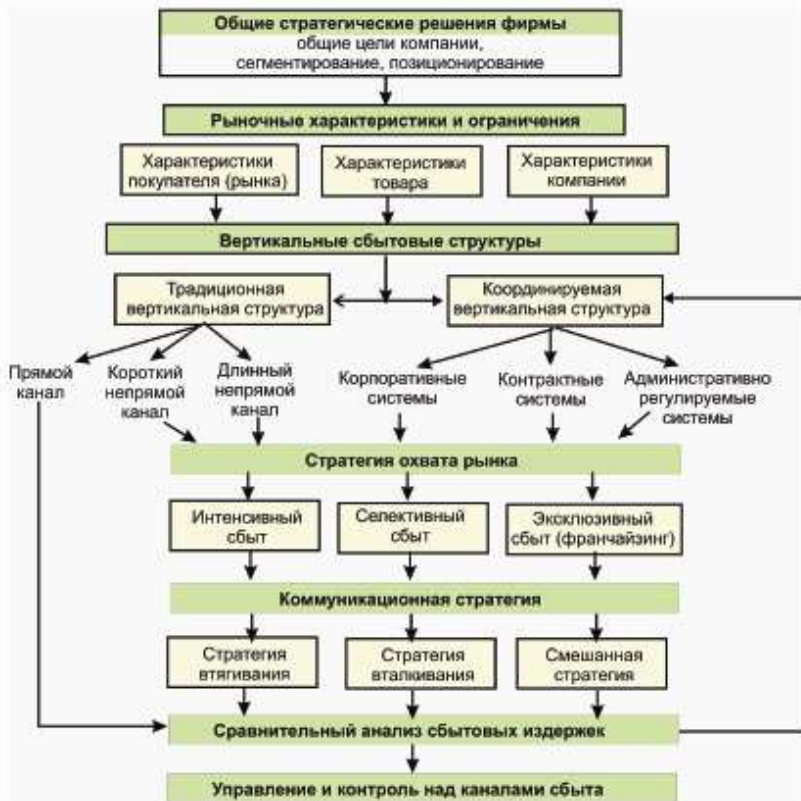 Общие стратегические решения фирмы
общие цели компании,
сегментирование, позиционирование
Рыночные характеристики и ограничения
Характеристики
покупателя (рынка)
Характеристики
товара
Характеристики
компании
Вертикальные сбытовые структуры
Традиционная
вертикальная структура
Координируемая
вертикальная структура
Прямой
канал
Короткий
непрямой
канал
Длинный
непрямой
канал
Корпоративные
системы
Контрактные
системы
Административно
регулируемые
системы
Стратегия охвата рынка
Интенсивный
сбыт
Селективный
сбыт
Эксклюзивный
сбыт (франчайзинг)
Коммуникационная стратегия
Стратегия
втягивания
Стратегия
вталкивания
Смешанная
стратегия
Сравнительный анализ сбытовых издержек
Управление и контроль над каналами сбыта